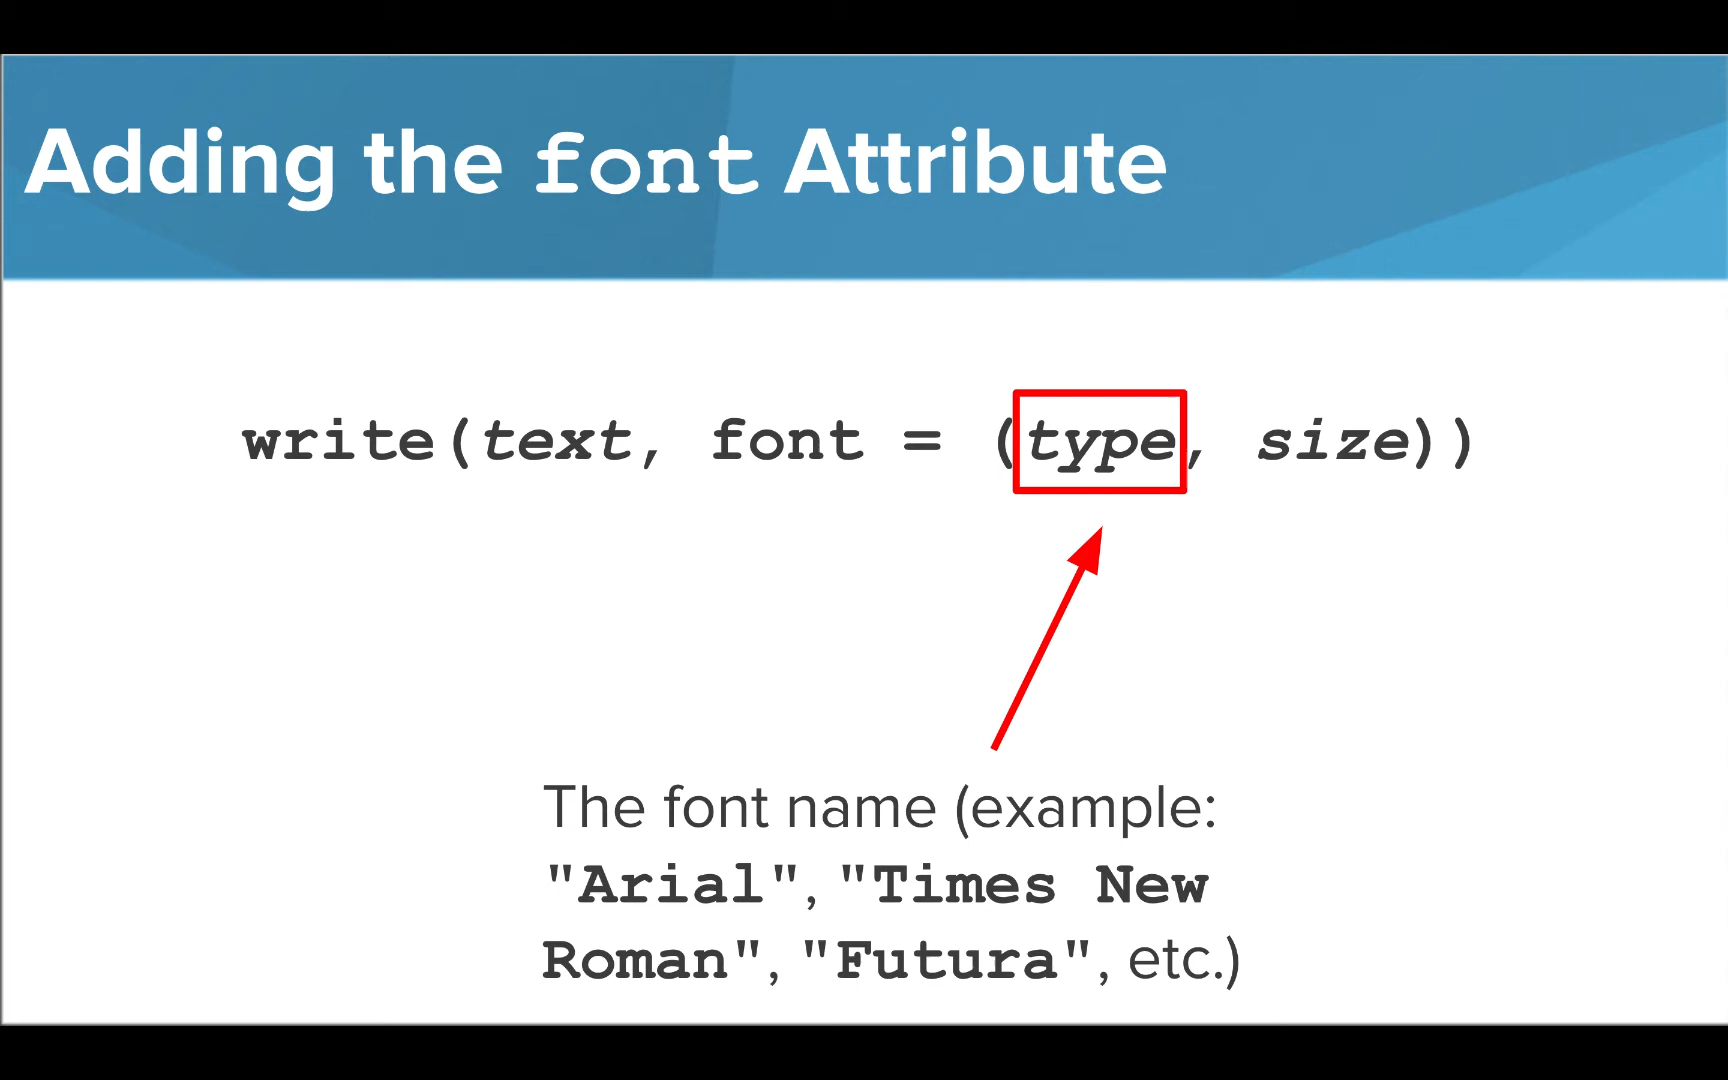 Adding the font Attribute
write(text, font = (type, size))
The font name (example:
"Arial", "Times New
Roman", "Futura", etc.)